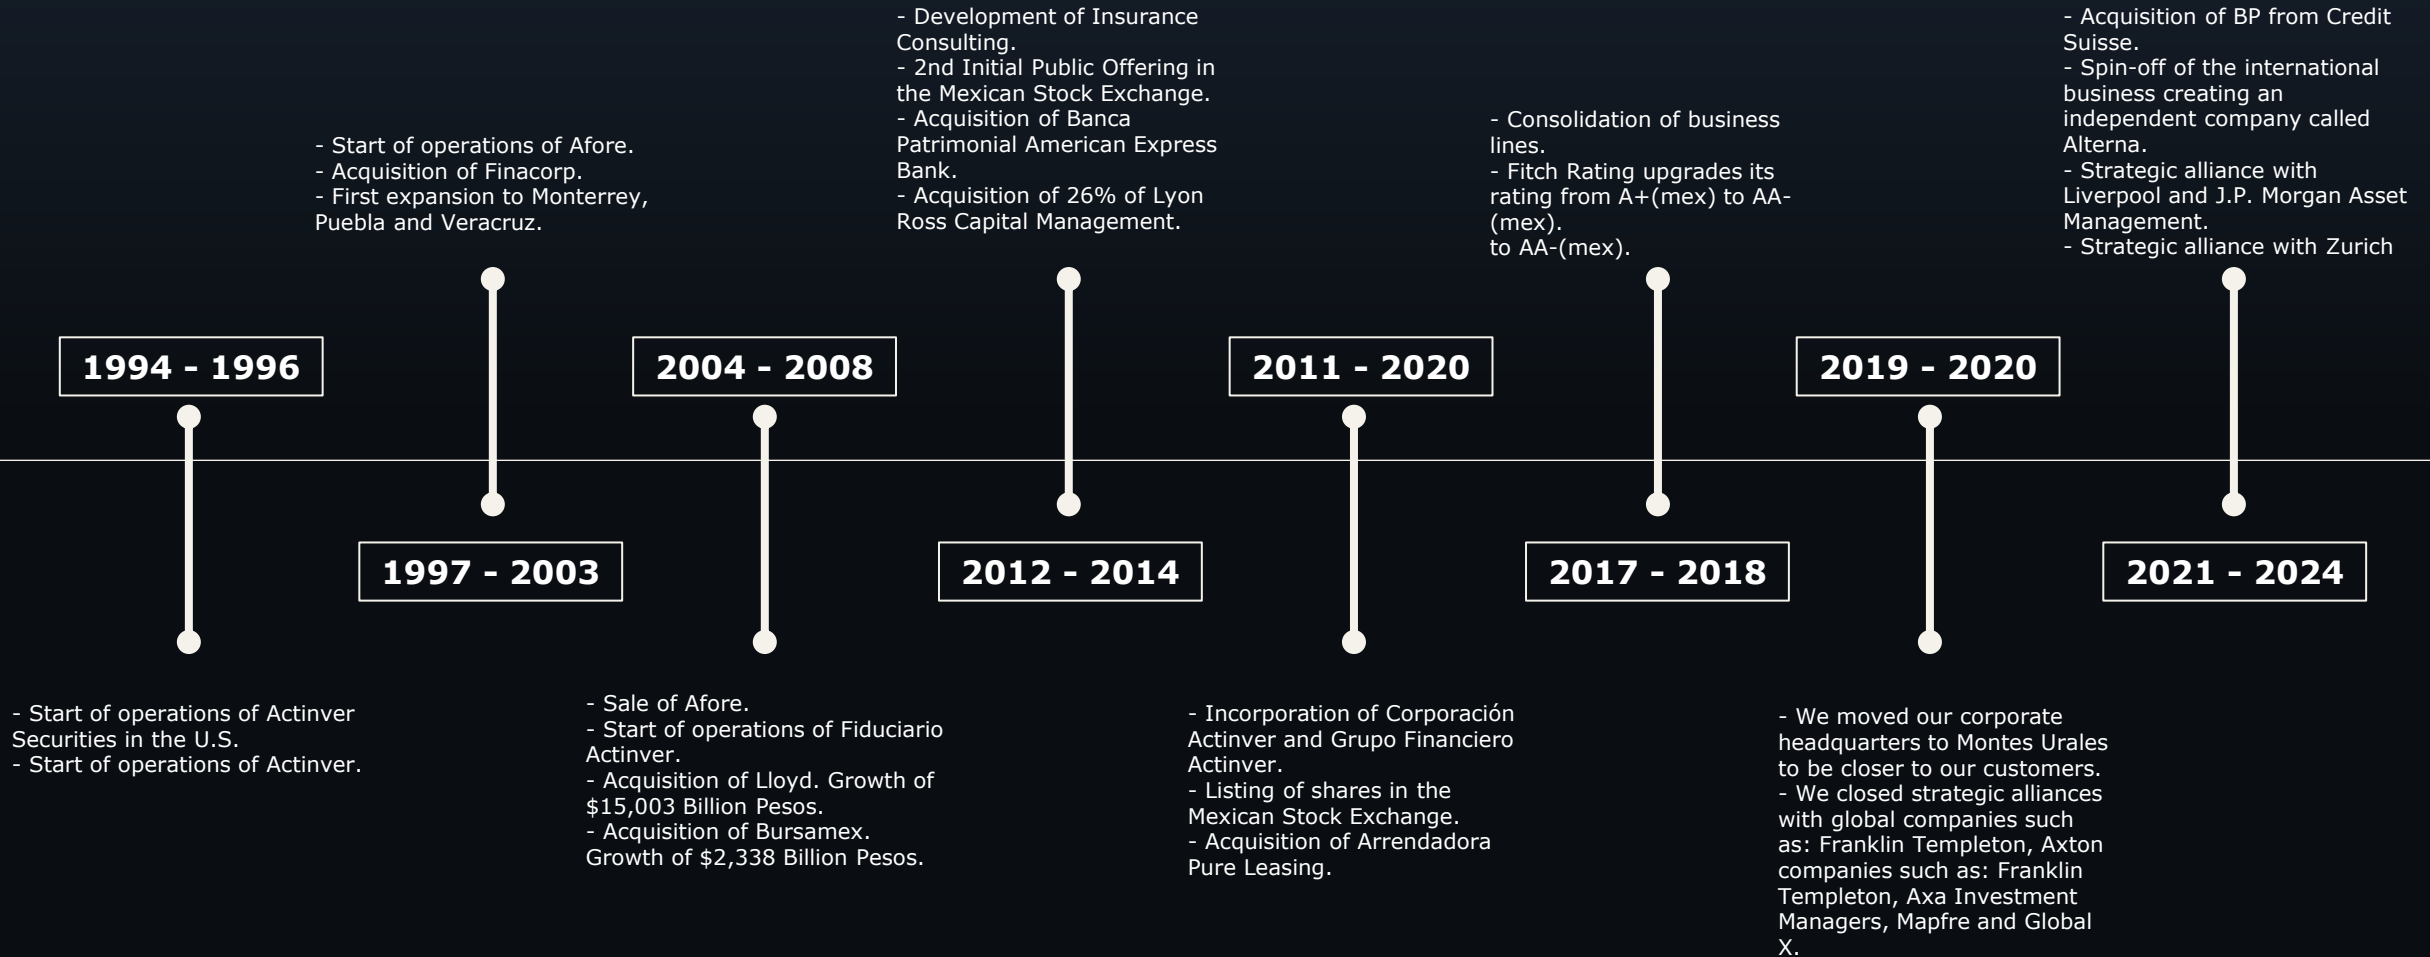 1994 - 1996
- Start of operations of Actinver
Securities in the U.S.
- Start of operations of Actinver.
- Start of operations of Afore.
- Acquisition of Finacorp.
- First expansion to Monterrey,
Puebla and Veracruz.
1997 - 2003
2004 - 2008
- Sale of Afore.
- Start of operations of Fiduciario
Actinver.
- Acquisition of Lloyd. Growth of
$15,003 Billion Pesos.
- Acquisition of Bursamex.
Growth of $2,338 Billion Pesos.
- Development of Insurance
Consulting.
- 2nd Initial Public Offering in
the Mexican Stock Exchange.
- Acquisition of Banca
Patrimonial American Express
Bank.
- Acquisition of 26% of Lyon
Ross Capital Management.
2012 - 2014
2011 - 2020
- Incorporation of Corporación
Actinver and Grupo Financiero
Actinver.
- Listing of shares in the
Mexican Stock Exchange.
- Acquisition of Arrendadora
Pure Leasing.
- Consolidation of business
lines.
- Fitch Rating upgrades its
rating from A+(mex) to AA-
(mex).
to AA-(mex).
2017 - 2018
2019 - 2020
- We moved our corporate
headquarters to Montes Urales
to be closer to our customers.
- We closed strategic alliances
with global companies such
as: Franklin Templeton, Axton
companies such as: Franklin
Templeton, Axa Investment
Managers, Mapfre and Global
X.
- Acquisition of BP from Credit
Suisse.
- Spin-off of the international
business creating an
independent company called
Alterna.
- Strategic alliance with
Liverpool and J.P. Morgan Asset
Management.
- Strategic alliance with Zurich
2021 - 2024